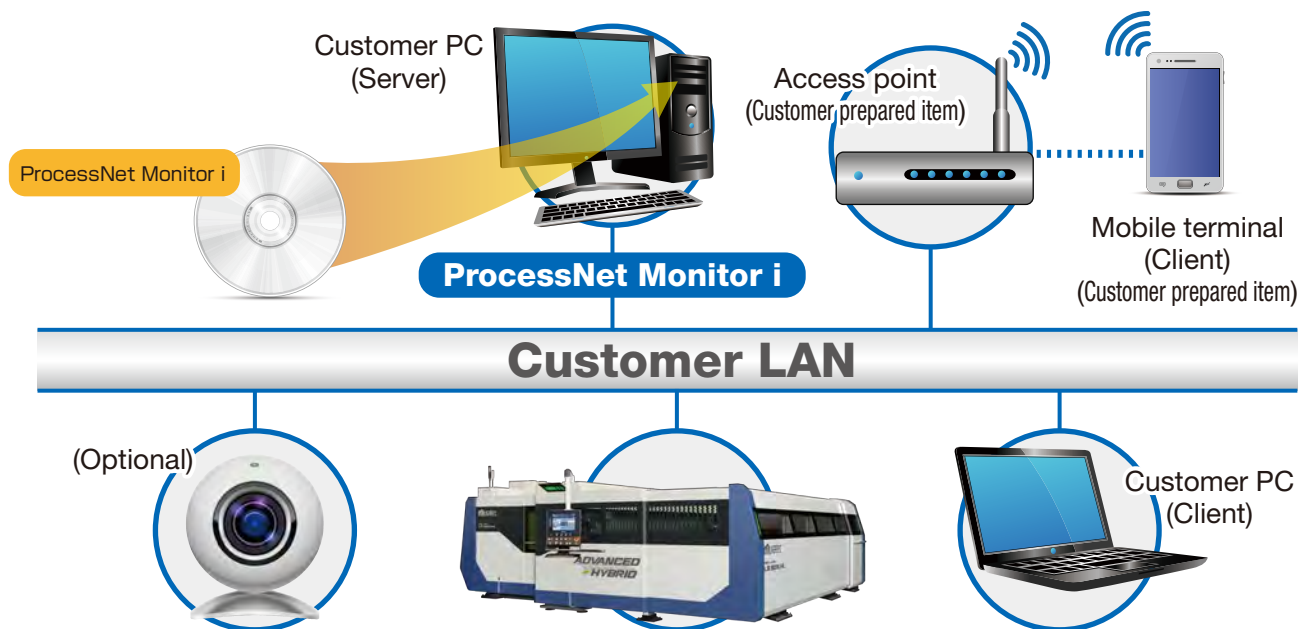 Customer PC
(Server)
Access point
(Customer prepared item)
ProcessNet Monitor i
Mobile terminal
(Client)
(Customer prepared item)
ProcessNet Monitor i
Customer LAN
(Optional)
Customer PC
(Client)
ADVANCED
HYBRID